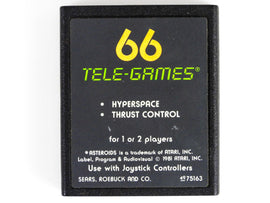 66
TELE-GAMES®
• HYPERSPACE
• THRUST CONTROL
for 1 or 2 players
*ASTEROIDS is a trademark of ATARI, INC.
Label, Program & Audiovisual © 1981 ATARI, INC.
Use with Joystick Controllers
SEARS, ROEBUCK AND CO. 75163